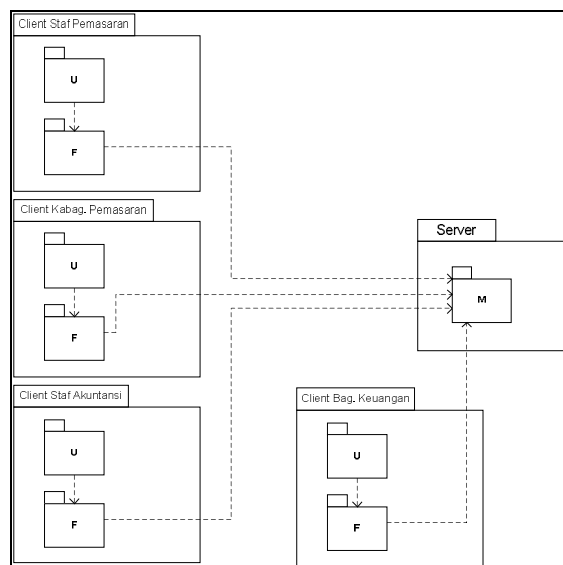 Client Staf Pemasaran
U
F
Client Kabag. Pemasaran
U
F
Server
M
Client Staf Akuntansi
U
F
Client Bag. Keuangan
U
F